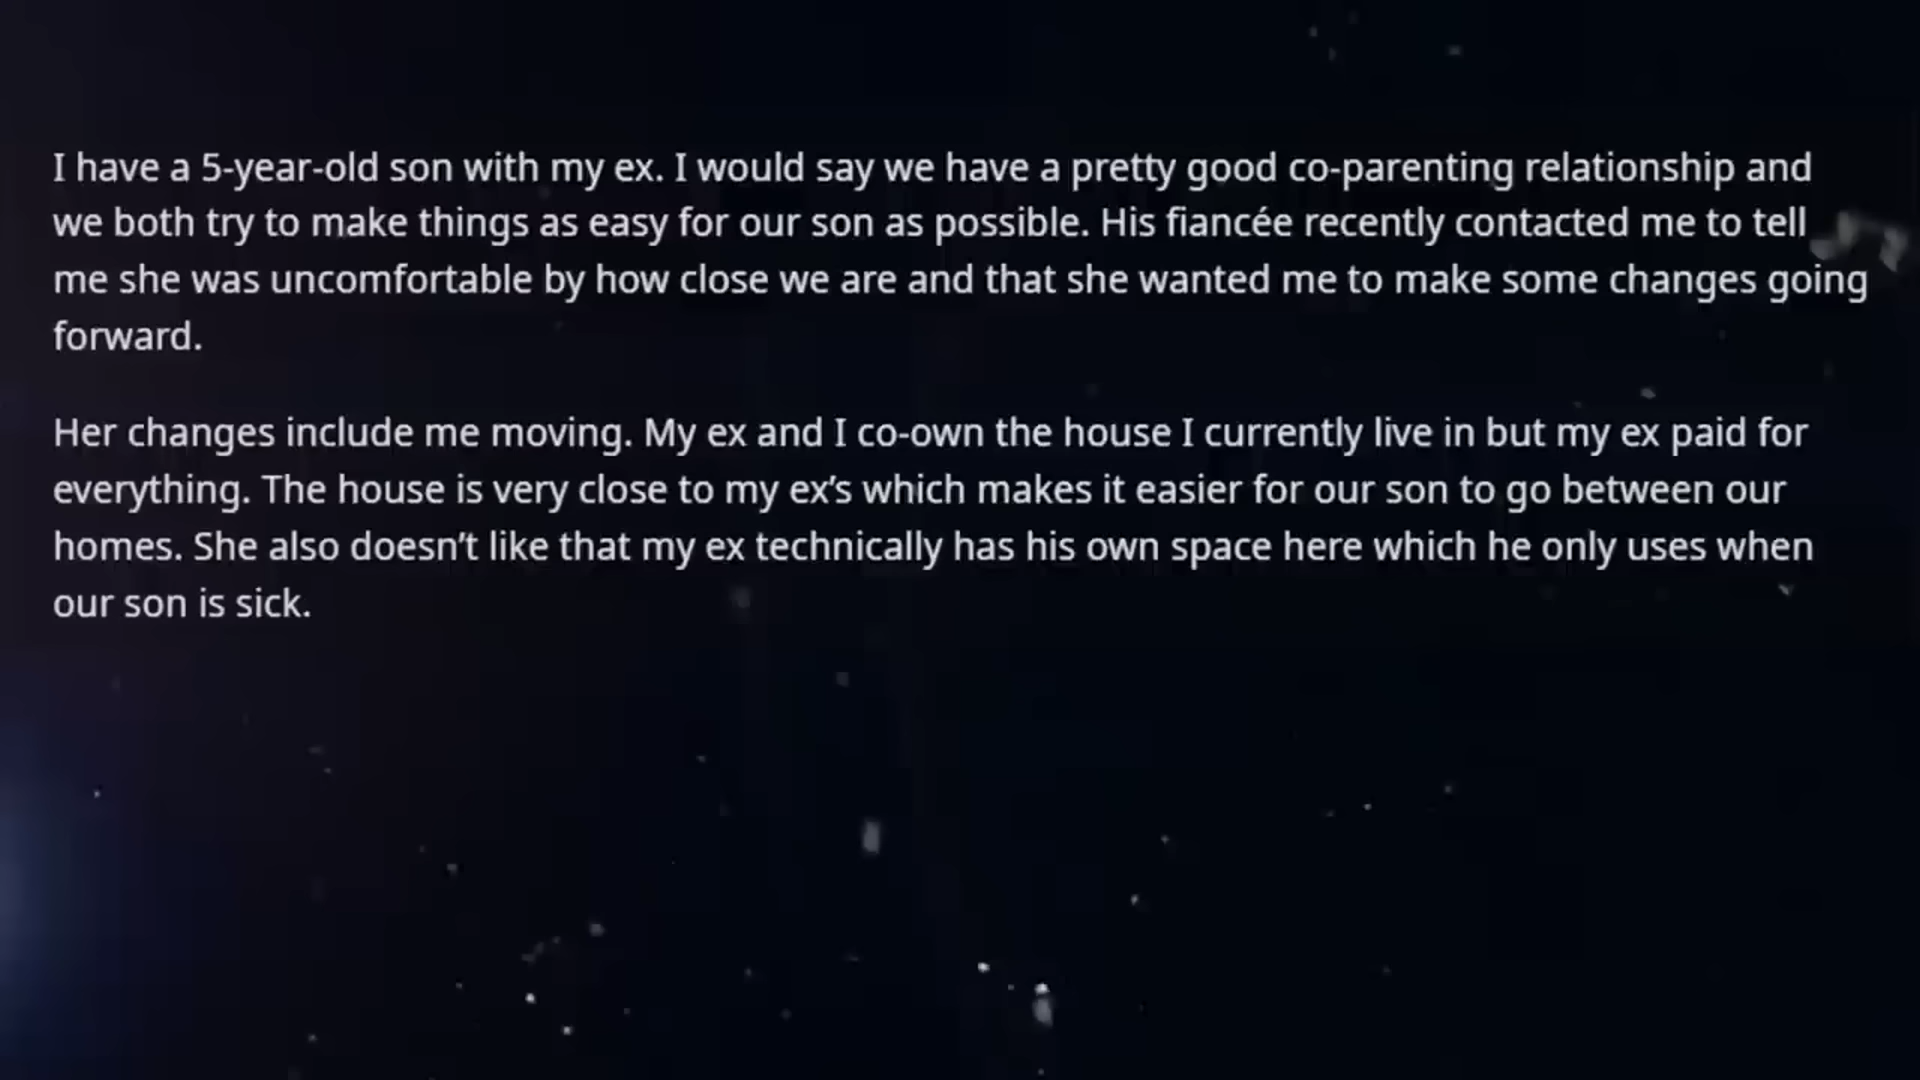 I have a 5-year-old son with my ex. I would say we have a pretty good co-parenting relationship and
we both try to make things as easy for our son as possible. His fiancée recently contacted me to tell
me she was uncomfortable by how close we are and that she wanted me to make some changes going
forward.
Her changes include me moving. My ex and I co-own the house I currently live in but my ex paid for
everything. The house is very close to my ex’s which makes it easier for our son to go between our
homes. She also doesn’t like that my ex technically has his own space here which he only uses when
our son is sick.